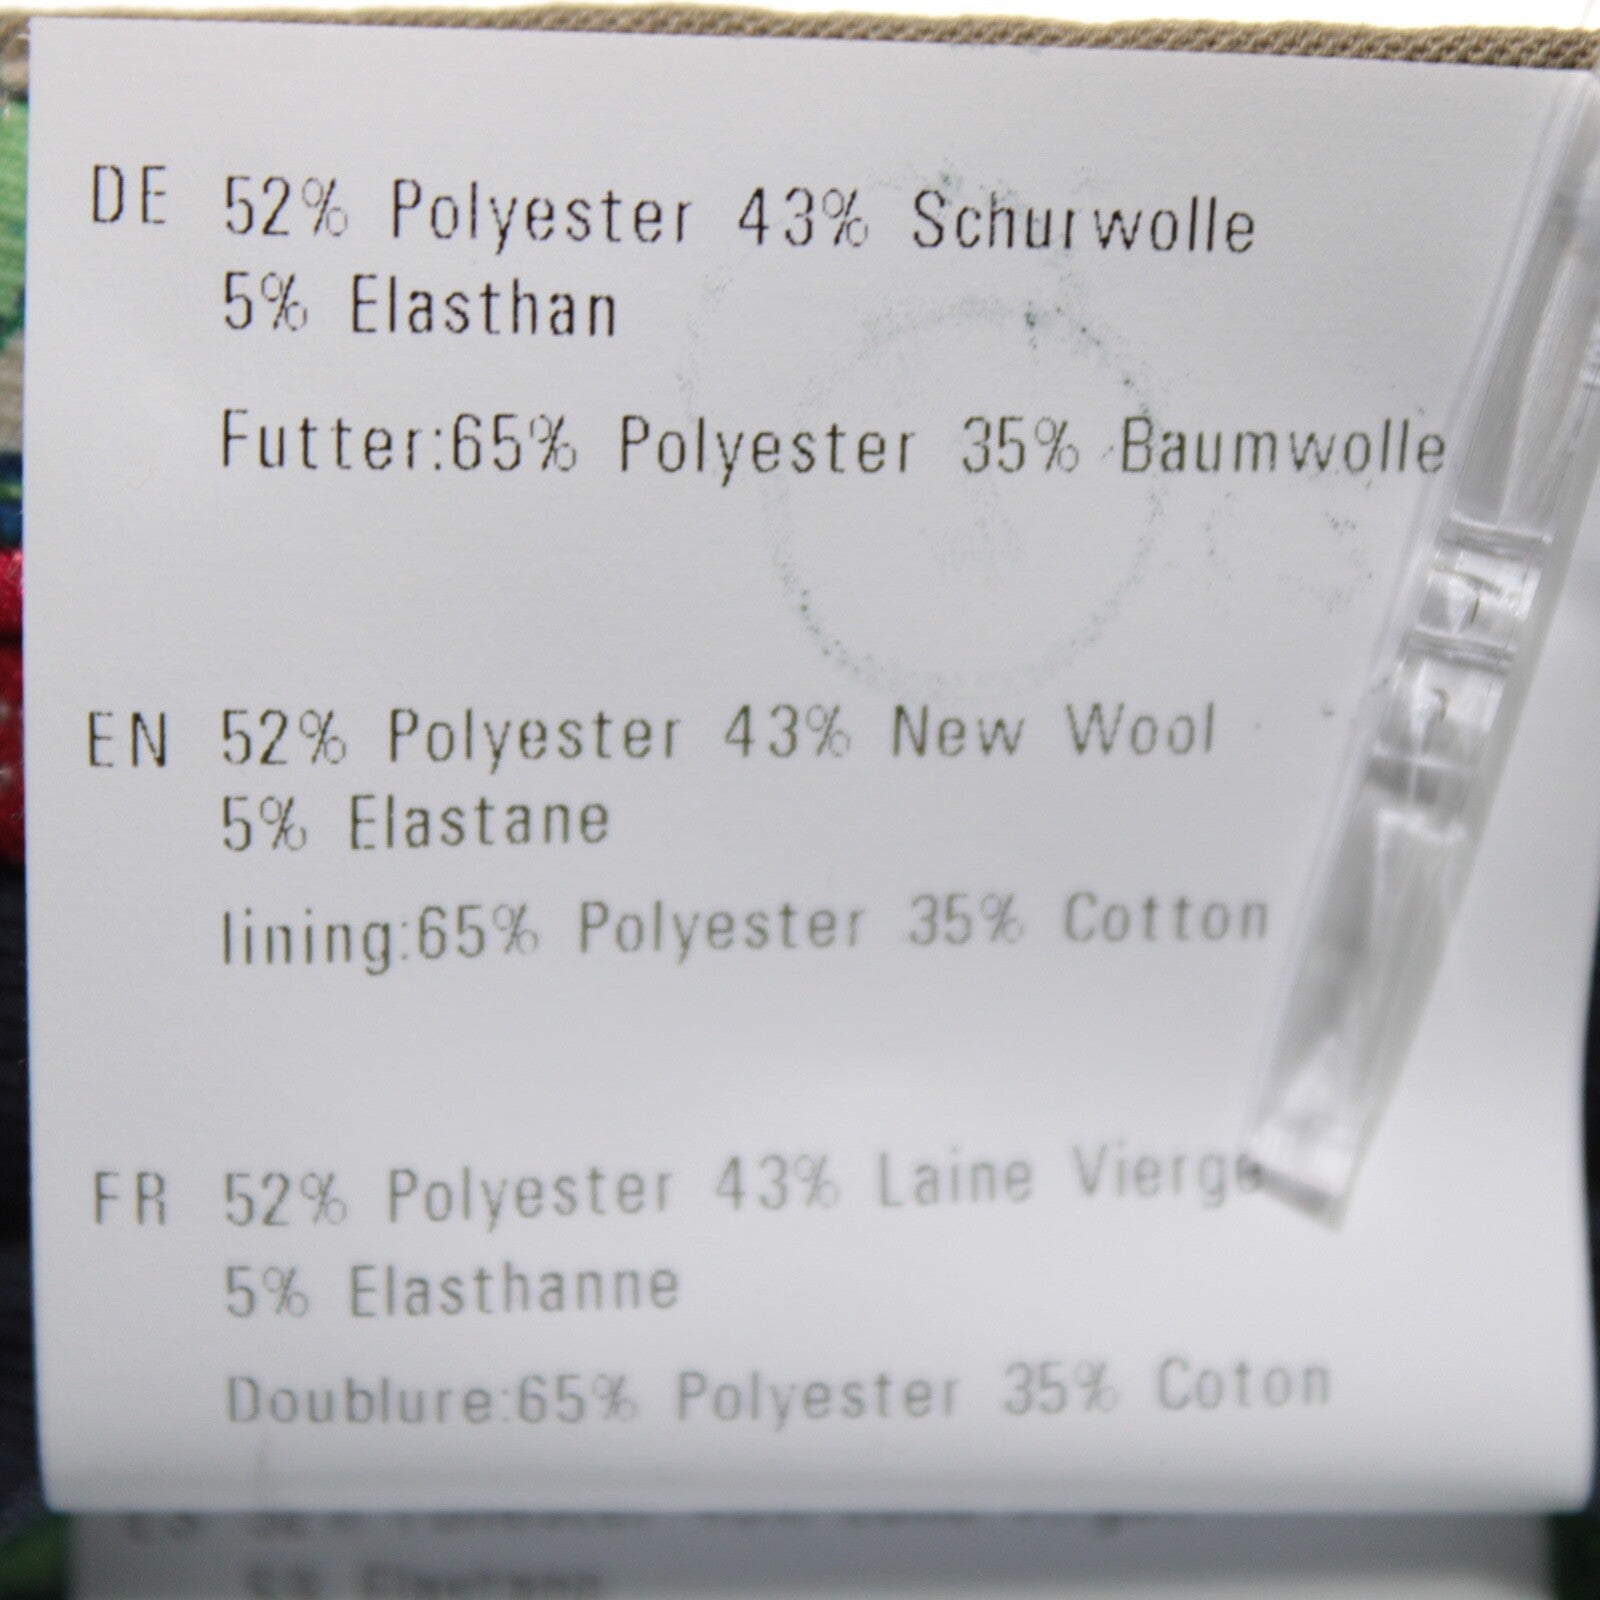 DE 52% Polyester 43% Schurwolle
5% Elasthan
Futter:65% Polyester 35% Baumwolle
EN 52% Polyester 43% New Wool
5% Elastane
lining:65% Polyester 35% Cotton
FR 52% Polyester 43% Laine Vierge
5% Elasthanne
Doublure:65% Polyester 35% Coton